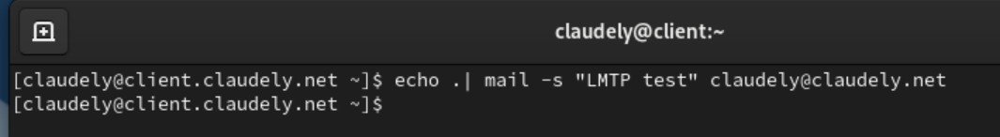 claudely@client:~
[claudely@client.claudely.net ~]$ echo .| mail -s "LMTP test" claudely@claudely.net
[claudely@client.claudely.net ~]$